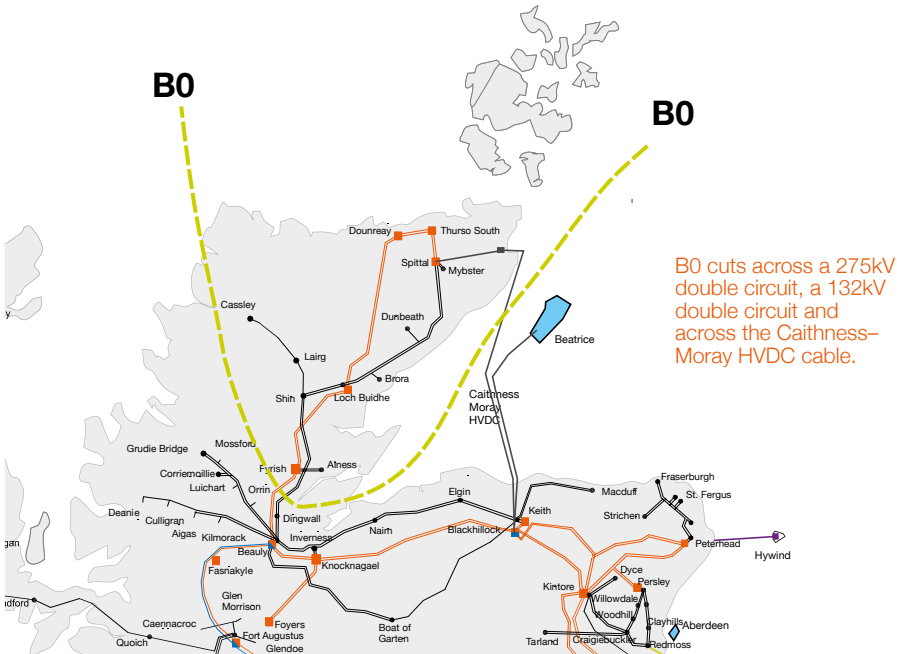 B0
B0
Dounreay
Thurso South
Spittal
Mybster
B0 cuts across a 275kV
double circuit, a 132kV
double circuit and
across the Caithness–
Moray HVDC cable.
Cassley
Dunbeath
Beatrice
Lairg
Brora
Shin
Loch Buidhe
Caithness
Moray
HVDC
Mossford
Grudie Bridge
Fyrish
Alness
Corriemoillie
Luichart
Orrin
Elgin
Macduff
Fraserburgh
St. Fergus
Deanie
Culligran
Aigas
Dingwall
Keith
Strichen
Kilmorack
Inverness
Nairn
Blackhillock
Beauly
Peterhead
Hywind
Knocknagael
Fasnakyle
Dyce
Kintore
Persley
Glen
Morrison
Willowdale
Woodhill
Caennacroc
Foyers
Clayhills
Aberdeen
Boat of
Garten
Fort Augustus
Quoich
Glendoe
Tarland
Craigiebuckler
Redmoss